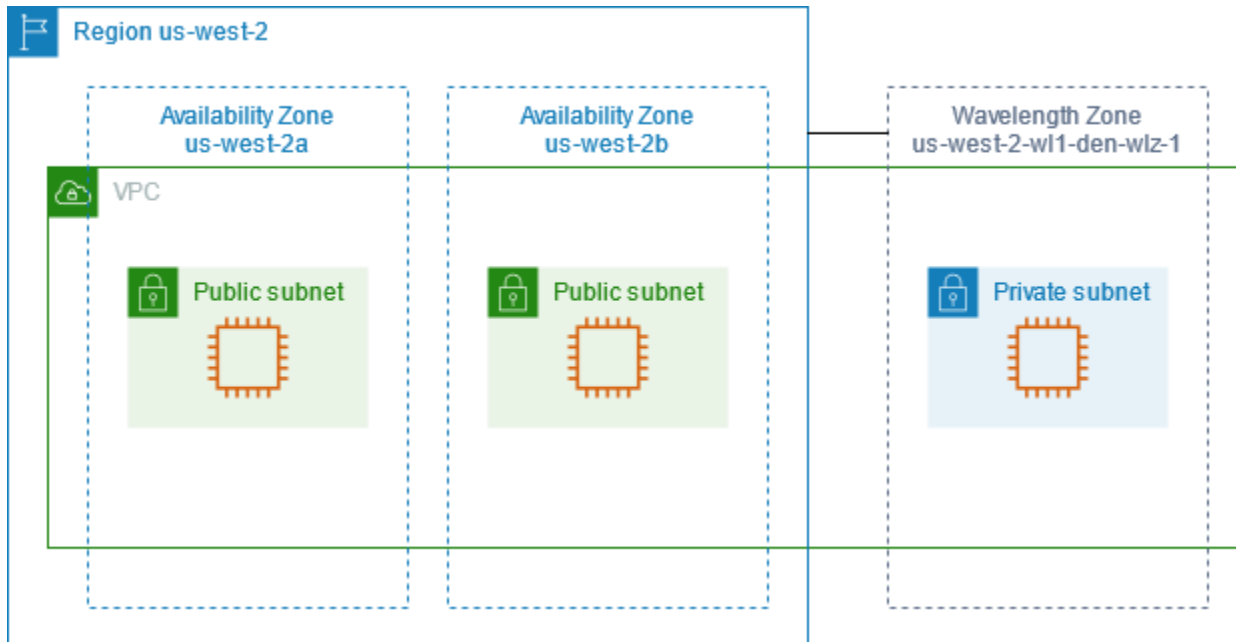 Region us-west-2
Availability Zone
us-west-2a
Availability Zone
us-west-2b
Wavelength Zone
us-west-2-wl1-den-wlz-1
VPC
Public subnet
Public subnet
Private subnet